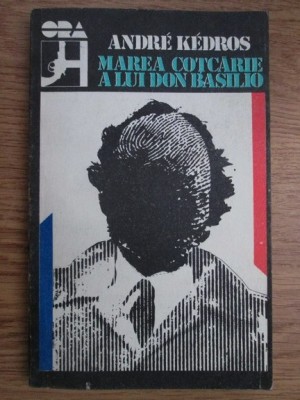 ORA
H
ANDRÉ KÉDROS
MAREA COTCĂRIE
A LUI DON BASILIO